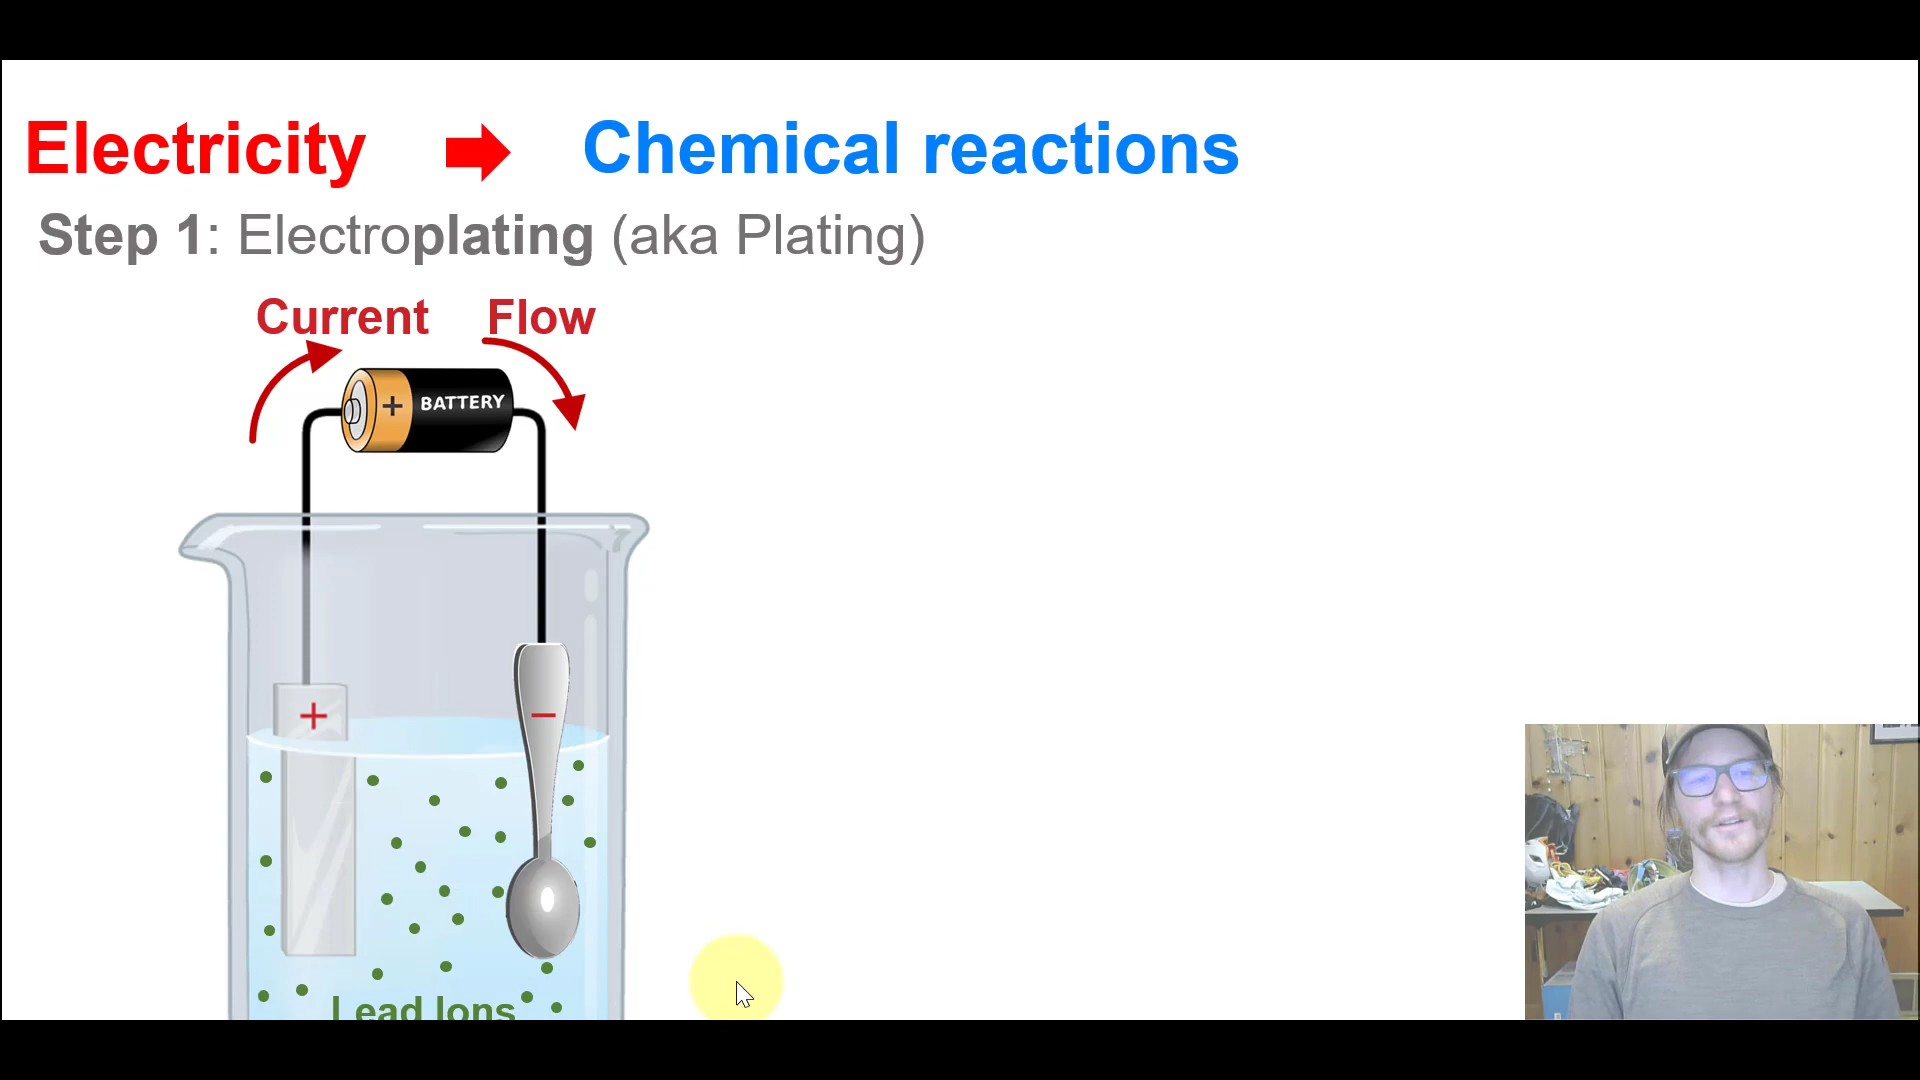 Electricity Chemical reactions
Step 1: Electroplating (aka Plating)
Current Flow
+ BATTERY
+ −
Lead Ions